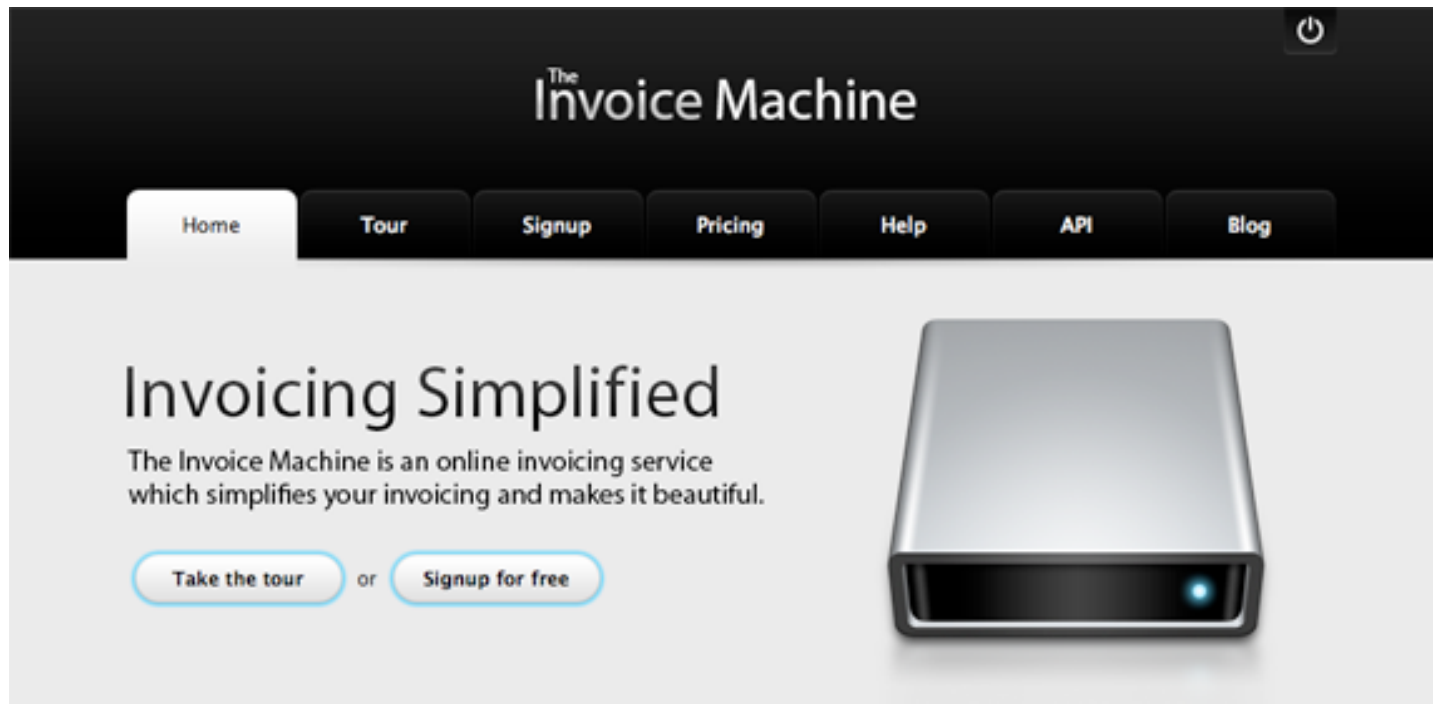 The
Invoice Machine
Home Tour Signup Pricing Help API Blog
Invoicing Simplified
The Invoice Machine is an online invoicing service
which simplifies your invoicing and makes it beautiful.
Take the tour or Signup for free